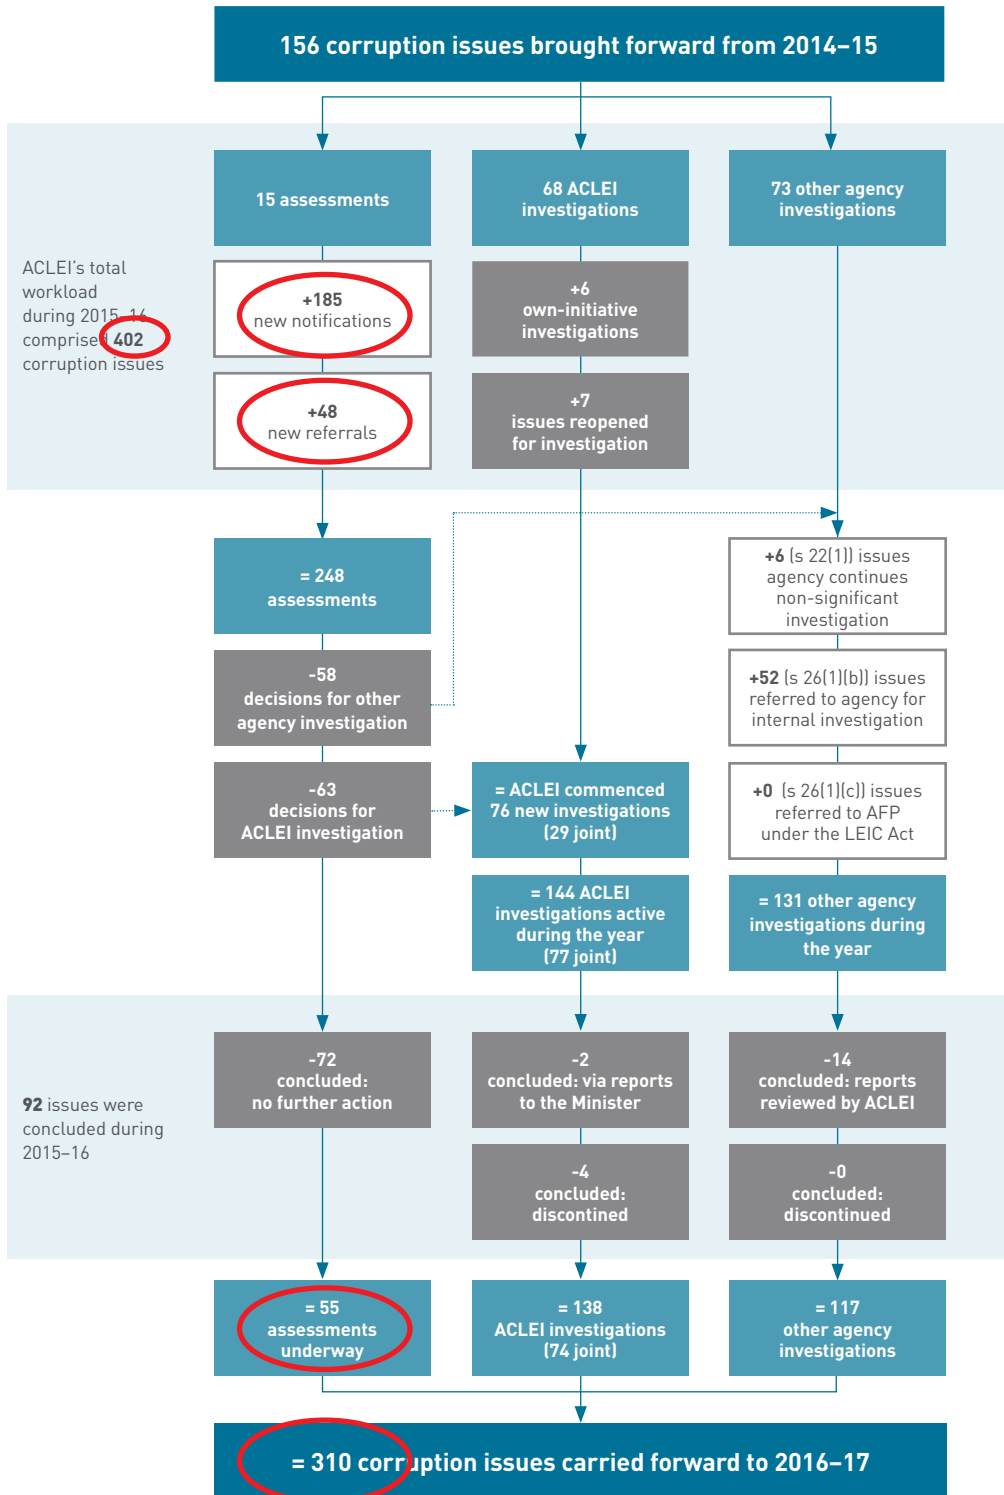 156 corruption issues brought forward from 2014–15
15 assessments
68 ACLEI
investigations
73 other agency
investigations
ACLEI's total
workload
during 2015–16
comprised 402
corruption issues
+185
new notifications
+6
own-initiative
investigations
+48
new referrals
+7
issues reopened
for investigation
= 248
assessments
+6 (s 22(1)) issues
agency continues
non-significant
investigation
-58
decisions for other
agency investigation
+52 (s 26(1)(b)) issues
referred to agency for
internal investigation
-63
decisions for
ACLEI investigation
= ACLEI commenced
76 new investigations
(29 joint)
+0 (s 26(1)(c)) issues
referred to AFP
under the LEIC Act
= 144 ACLEI
investigations active
during the year
(77 joint)
= 131 other agency
investigations during
the year
92 issues were
concluded during
2015–16
-72
concluded:
no further action
-2
concluded: via reports
to the Minister
-14
concluded: reports
reviewed by ACLEI
-4
concluded:
discontined
-0
concluded:
discontinued
= 55
assessments
underway
= 138
ACLEI investigations
(74 joint)
= 117
other agency
investigations
= 310 corruption issues carried forward to 2016–17